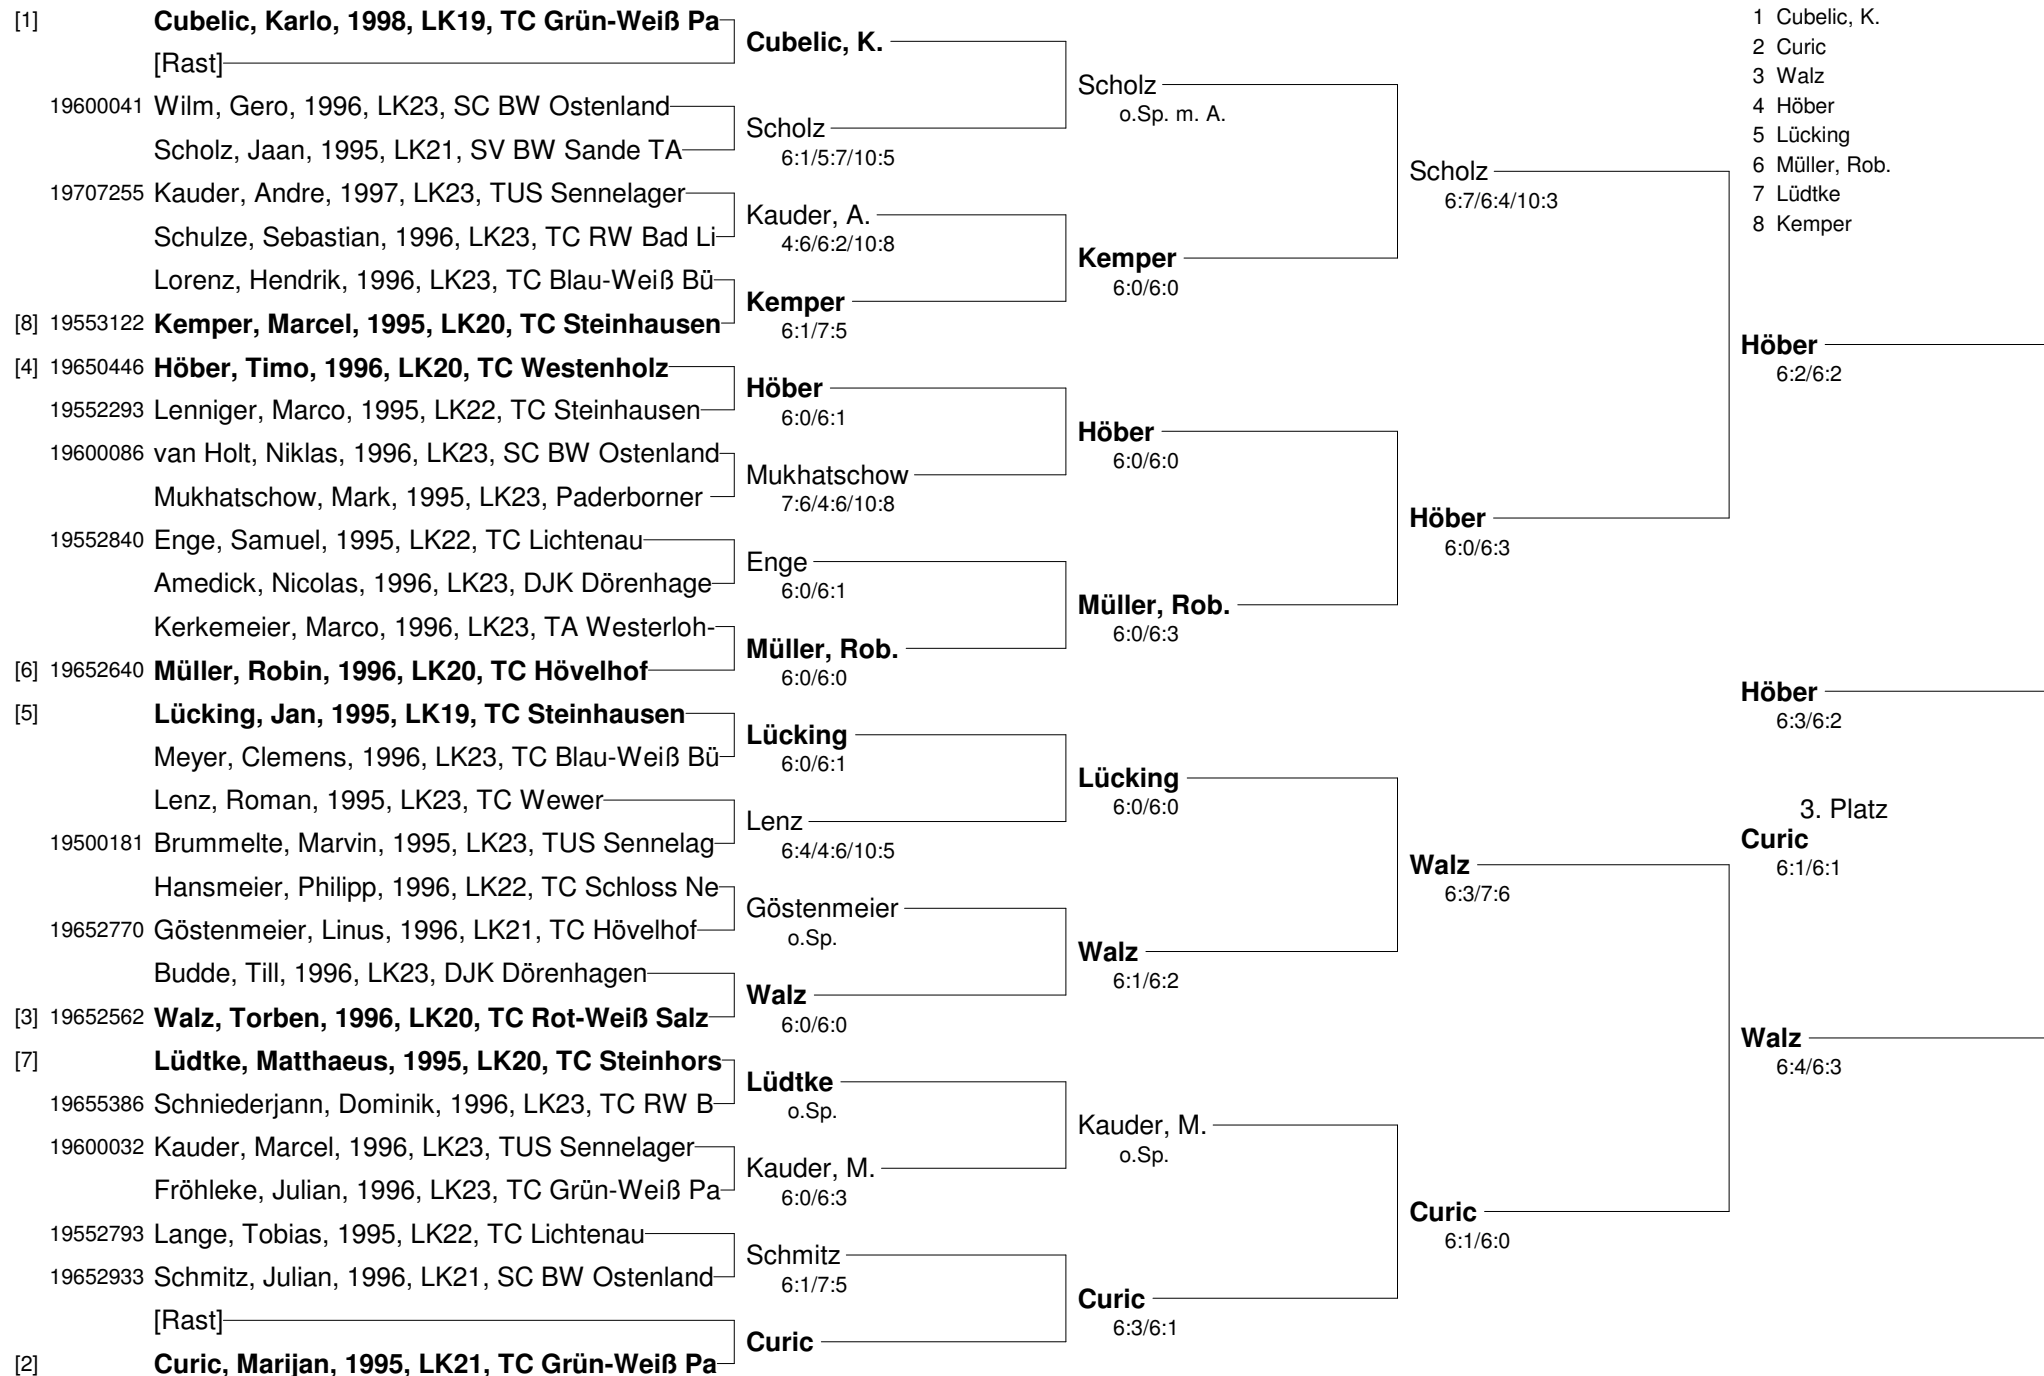 [1] Cubelic, Karlo, 1998, LK19, TC Grün-Weiß Pa
[Rast]
19600041 Wilm, Gero, 1996, LK23, SC BW Ostenland
Scholz, Jaan, 1995, LK21, SV BW Sande TA
19707255 Kauder, Andre, 1997, LK23, TUS Sennelager
Schulze, Sebastian, 1996, LK23, TC RW Bad Li
Lorenz, Hendrik, 1996, LK23, TC Blau-Weiß Bü
[8] 19553122 Kemper, Marcel, 1995, LK20, TC Steinhausen
[4] 19650446 Höber, Timo, 1996, LK20, TC Westenholz
19552293 Lenniger, Marco, 1995, LK22, TC Steinhausen
19600086 van Holt, Niklas, 1996, LK23, SC BW Ostenland
Mukhatschow, Mark, 1995, LK23, Paderborner
19552840 Enge, Samuel, 1995, LK22, TC Lichtenau
Amedick, Nicolas, 1996, LK23, DJK Dörenhage
Kerkemeier, Marco, 1996, LK23, TA Westerloh-
[6] 19652640 Müller, Robin, 1996, LK20, TC Hövelhof
[5] Lücking, Jan, 1995, LK19, TC Steinhausen
Meyer, Clemens, 1996, LK23, TC Blau-Weiß Bü
Lenz, Roman, 1995, LK23, TC Wewer
19500181 Brummelte, Marvin, 1995, LK23, TUS Sennelag
Hansmeier, Philipp, 1996, LK22, TC Schloss Ne
19652770 Göstenmeier, Linus, 1996, LK21, TC Hövelhof
Budde, Till, 1996, LK23, DJK Dörenhagen
[3] 19652562 Walz, Torben, 1996, LK20, TC Rot-Weiß Salz
[7] Lüdtke, Matthaeus, 1995, LK20, TC Steinhors
19655386 Schniederjann, Dominik, 1996, LK23, TC RW B
19600032 Kauder, Marcel, 1996, LK23, TUS Sennelager
Fröhleke, Julian, 1996, LK23, TC Grün-Weiß Pa
19552793 Lange, Tobias, 1995, LK22, TC Lichtenau
19652933 Schmitz, Julian, 1996, LK21, SC BW Ostenland
[Rast]
[2] Curic, Marijan, 1995, LK21, TC Grün-Weiß Pa
Cubelic, K.
Scholz
6:1/5:7/10:5
Kauder, A.
4:6/6:2/10:8
Kemper
6:1/7:5
Höber
6:0/6:1
Mukhatschow
7:6/4:6/10:8
Enge
6:0/6:1
Müller, Rob.
6:0/6:0
Lücking
6:0/6:1
Lenz
6:4/4:6/10:5
Göstenmeier
o.Sp.
Walz
6:0/6:0
Lüdtke
o.Sp.
Kauder, M.
6:0/6:3
Schmitz
6:1/7:5
Curic
Scholz
o.Sp. m. A.
Kemper
6:0/6:0
Höber
6:0/6:0
Müller, Rob.
6:0/6:3
Lücking
6:0/6:0
Walz
6:1/6:2
Kauder, M.
o.Sp.
Curic
6:3/6:1
Scholz
6:7/6:4/10:3
Höber
6:0/6:3
Walz
6:3/7:6
Curic
6:1/6:0
1 Cubelic, K.
2 Curic
3 Walz
4 Höber
5 Lücking
6 Müller, Rob.
7 Lüdtke
8 Kemper
Höber
6:2/6:2
Höber
6:3/6:2
3. Platz
Curic
6:1/6:1
Walz
6:4/6:3